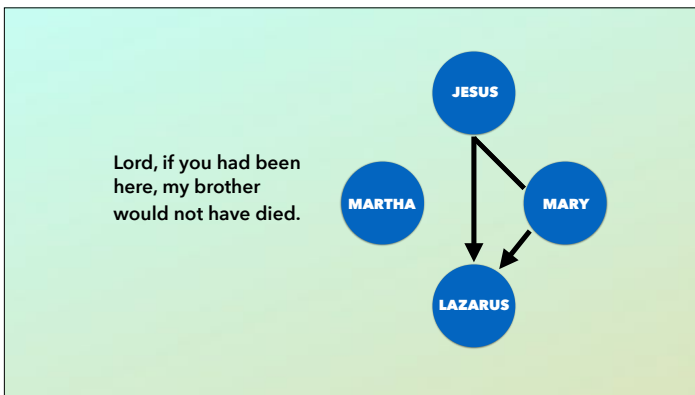 JESUS
Lord, if you had been
here, my brother
would not have died.
MARTHA
MARY
LAZARUS